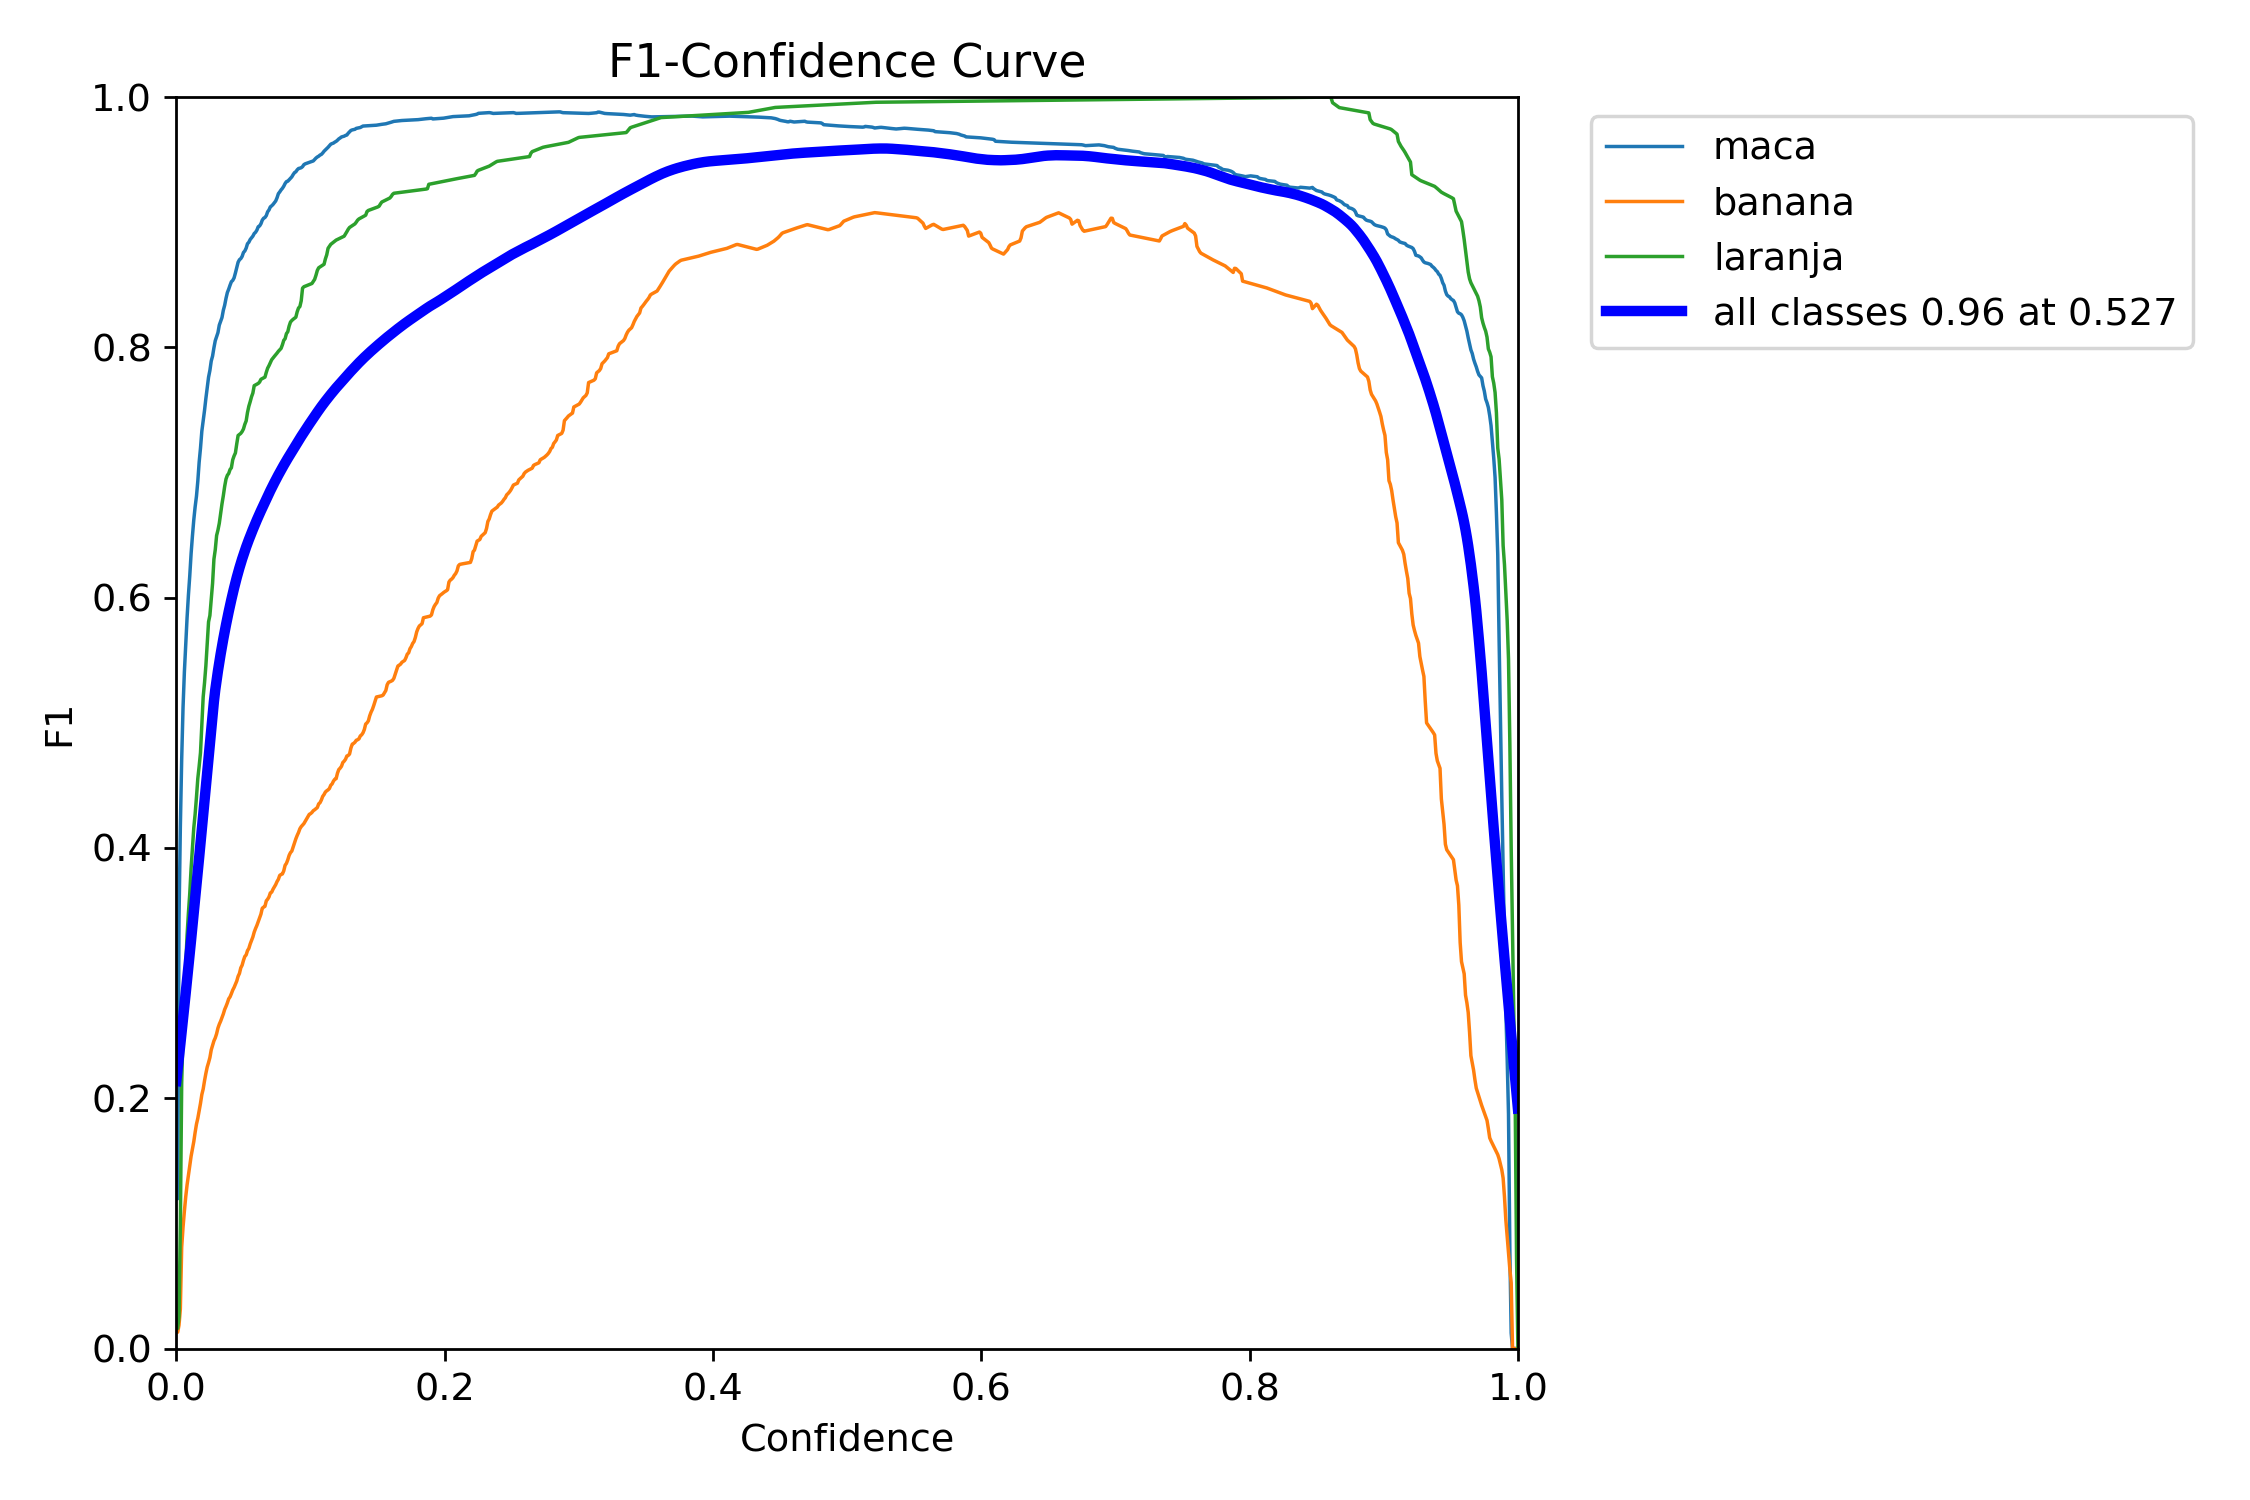 F1-Confidence Curve
1.0
0.8
0.6
0.4
0.2
0.0
F1
0.0 0.2 0.4 0.6 0.8 1.0
Confidence
maca
banana
laranja
all classes 0.96 at 0.527